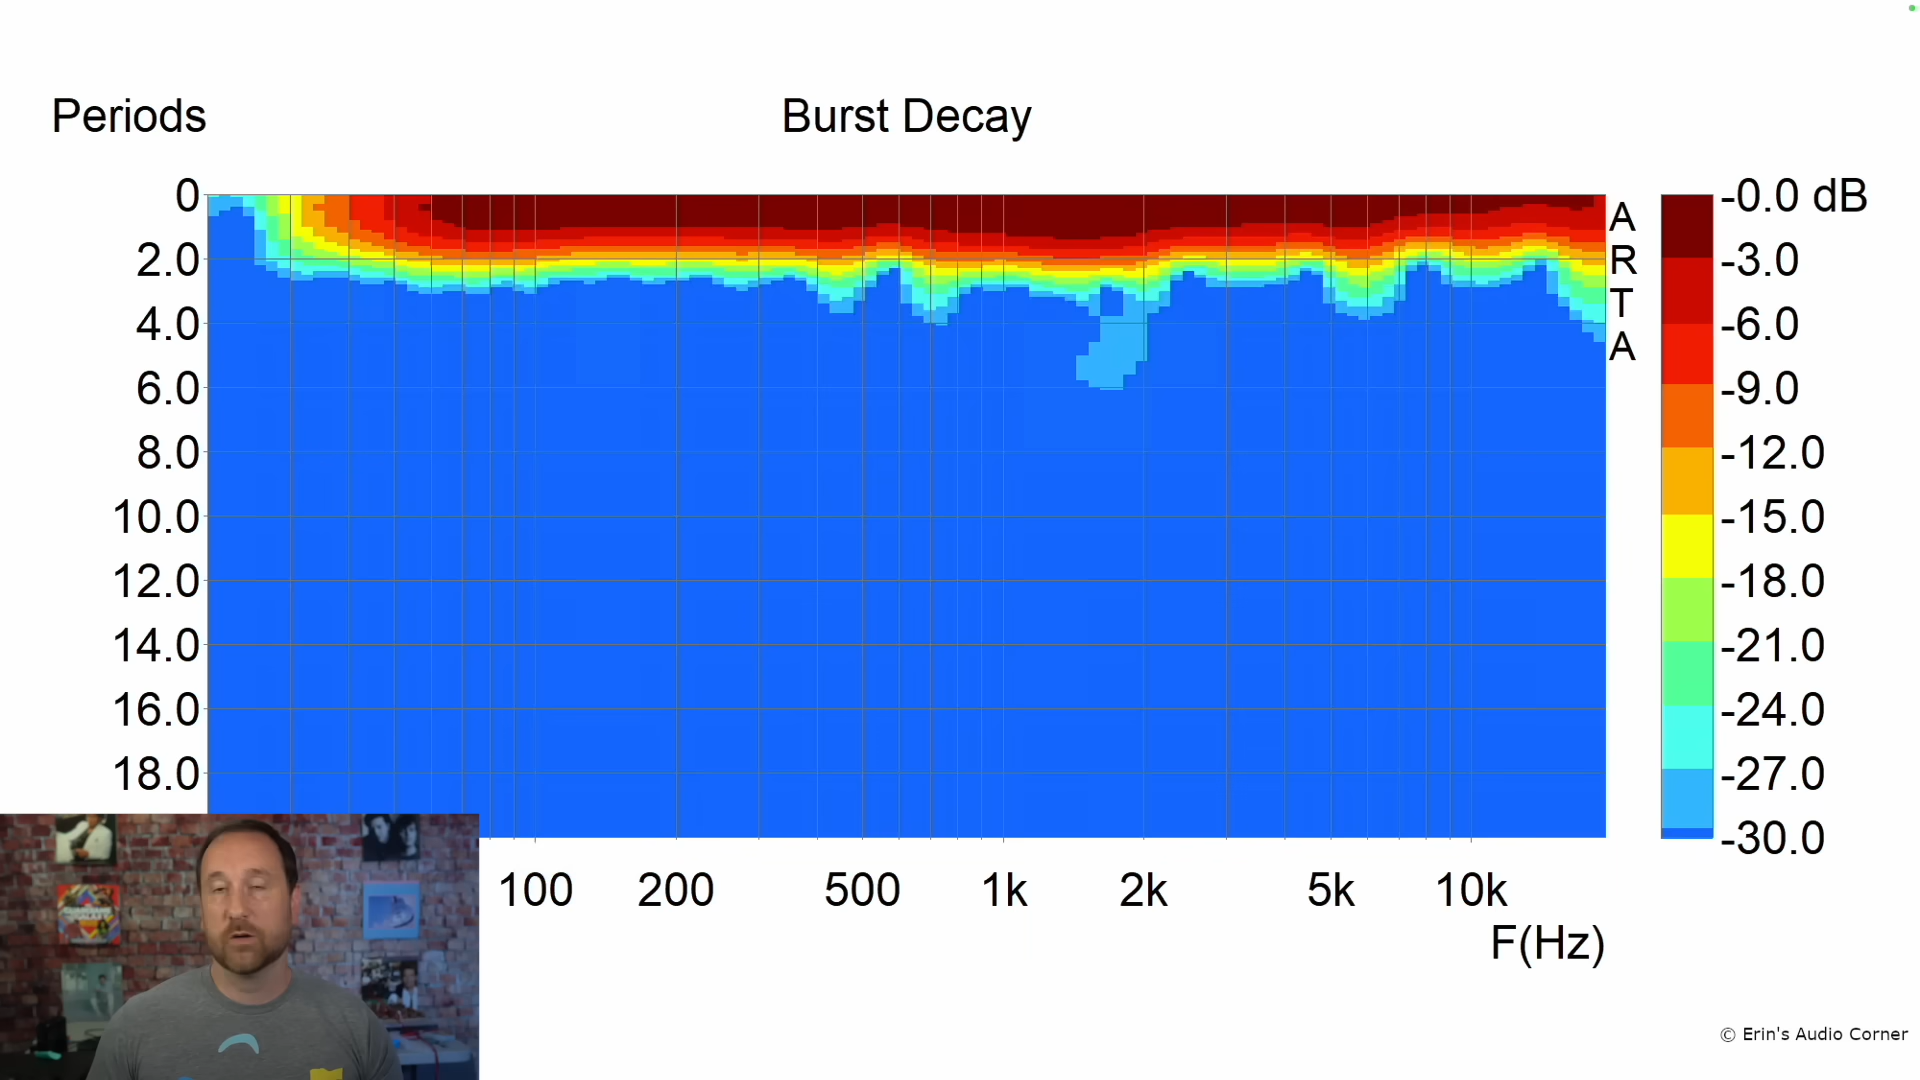 Periods
Burst Decay
0
2.0
4.0
6.0
8.0
10.0
12.0
14.0
16.0
18.0
A
R
T
A
-0.0 dB
-3.0
-6.0
-9.0
-12.0
-15.0
-18.0
-21.0
-24.0
-27.0
-30.0
100 200 500 1k 2k 5k 10k
F(Hz)
© Erin's Audio Corner